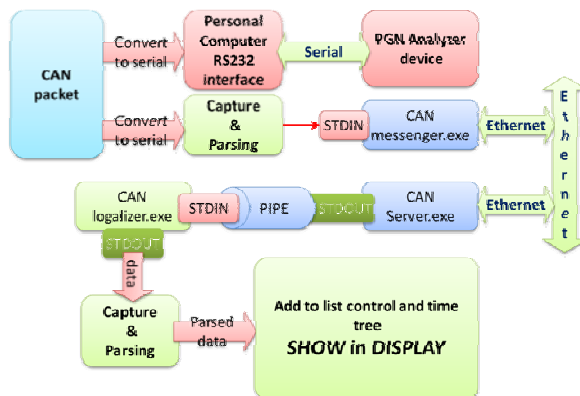 CAN
packet
Convert
to serial
Personal
Computer
RS232
interface
Serial
PGN Analyzer
device
Convert
to serial
Capture
&
Parsing
STDIN
CAN
messenger.exe
Ethernet
Ethernet
CAN
logalizer.exe
STDIN
PIPE
STDOUT
CAN
Server.exe
Ethernet
STDOUT
data
Capture
&
Parsing
Parsed
data
Add to list control and time
tree
SHOW in DISPLAY